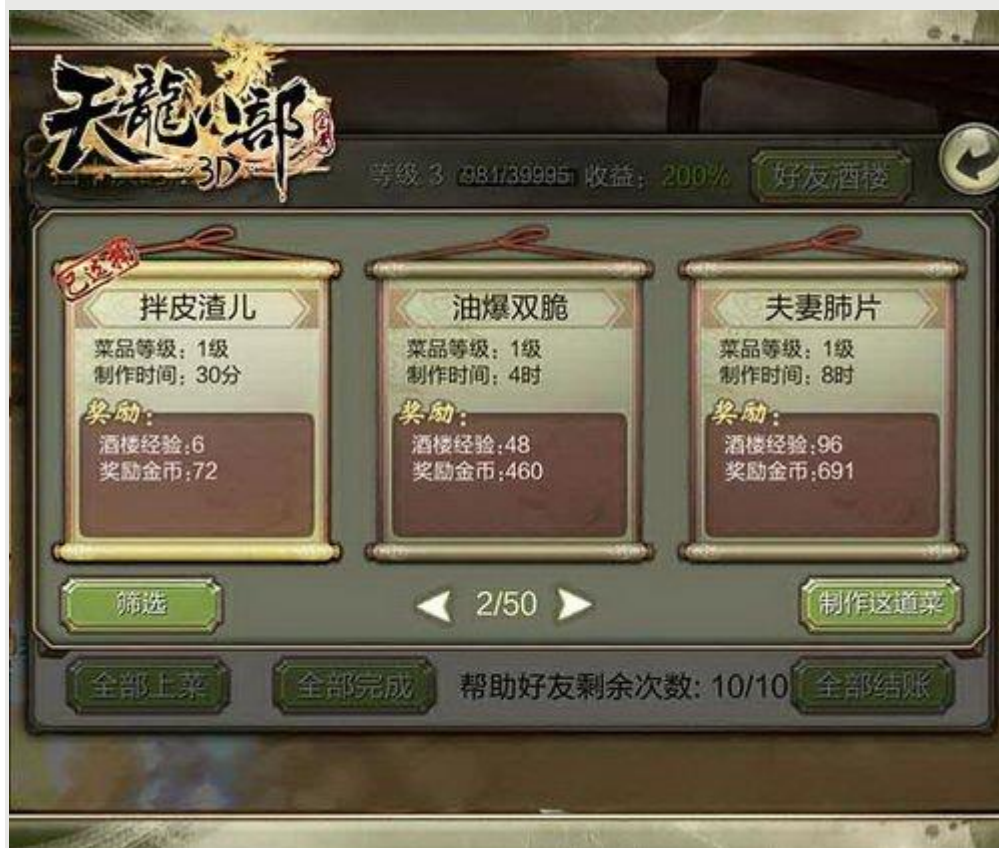 天龍八部
3D
等级 3 981/39995 收益：200% 好友酒楼
已选择
拌皮渣儿
菜品等级：1级
制作时间：30分
奖励：
酒楼经验:6
奖励金币:72
油爆双脆
菜品等级：1级
制作时间：4时
奖励：
酒楼经验:48
奖励金币:460
夫妻肺片
菜品等级：1级
制作时间：8时
奖励：
酒楼经验:96
奖励金币:691
筛选
2/50
制作这道菜
全部上菜
全部完成
帮助好友剩余次数: 10/10
全部结账